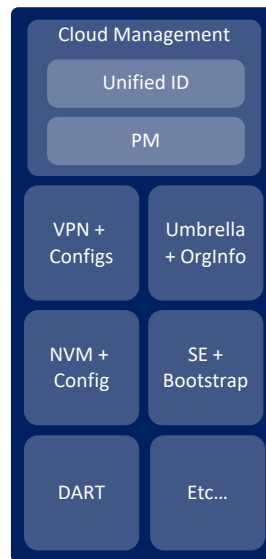 Cloud Management
Unified ID
PM
VPN +
Configs
Umbrella
+ OrgInfo
NVM +
Config
SE +
Bootstrap
DART
Etc...